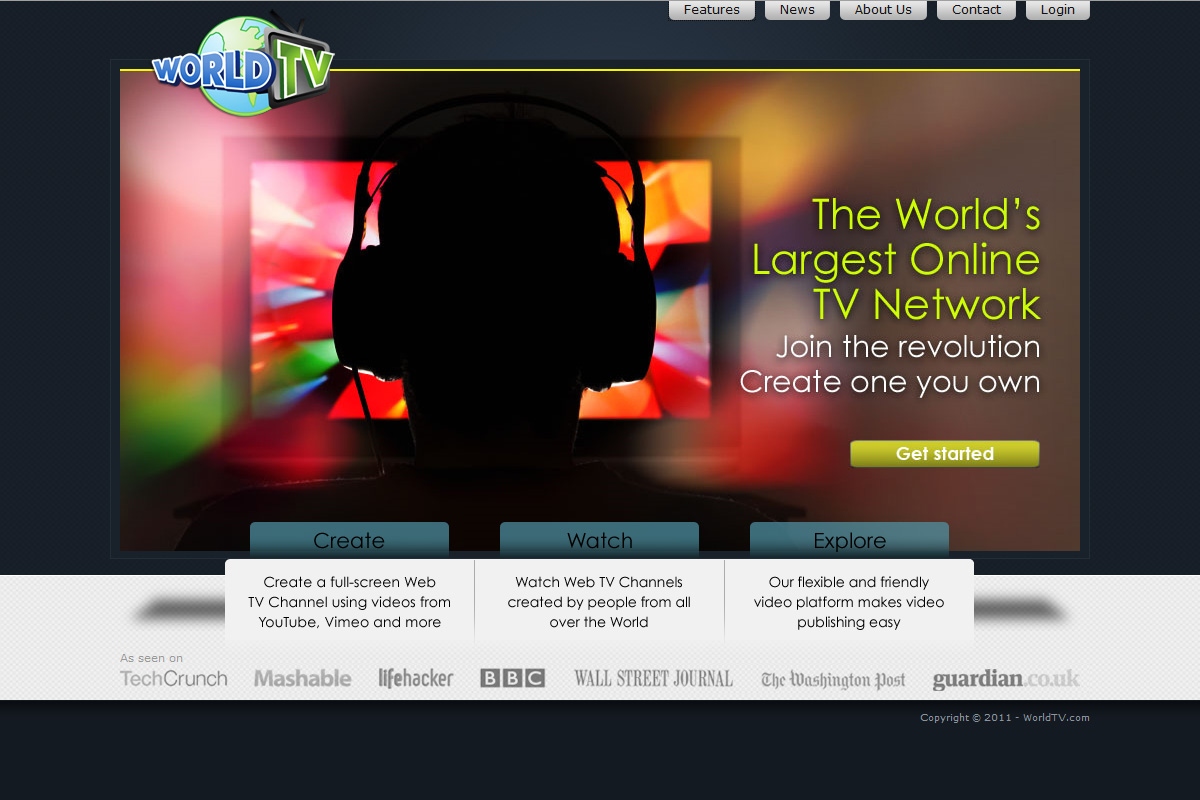 Features
News
About Us
Contact
Login
WORLD TV
The World's
Largest Online
TV Network
Join the revolution
Create one you own
Get started
Create
Watch
Explore
Create a full-screen Web
TV Channel using videos from
YouTube, Vimeo and more
Watch Web TV Channels
created by people from all
over the World
Our flexible and friendly
video platform makes video
publishing easy
As seen on
TechCrunch
Mashable
lifehacker
BBC
WALL STREET JOURNAL
The Washington Post
guardian.co.uk
Copyright © 2011 - WorldTV.com